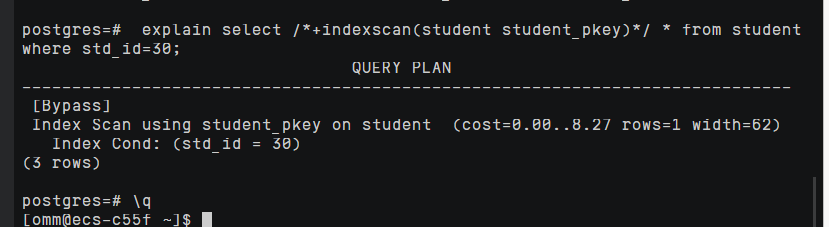 postgres=#  explain select /*+indexscan(student student_pkey)*/ * from student
where std_id=30;
                                 QUERY PLAN
-----------------------------------------------------------------------------
 [Bypass]
 Index Scan using student_pkey on student  (cost=0.00..8.27 rows=1 width=62)
   Index Cond: (std_id = 30)
(3 rows)
postgres=# \q
[omm@ecs-c55f ~]$